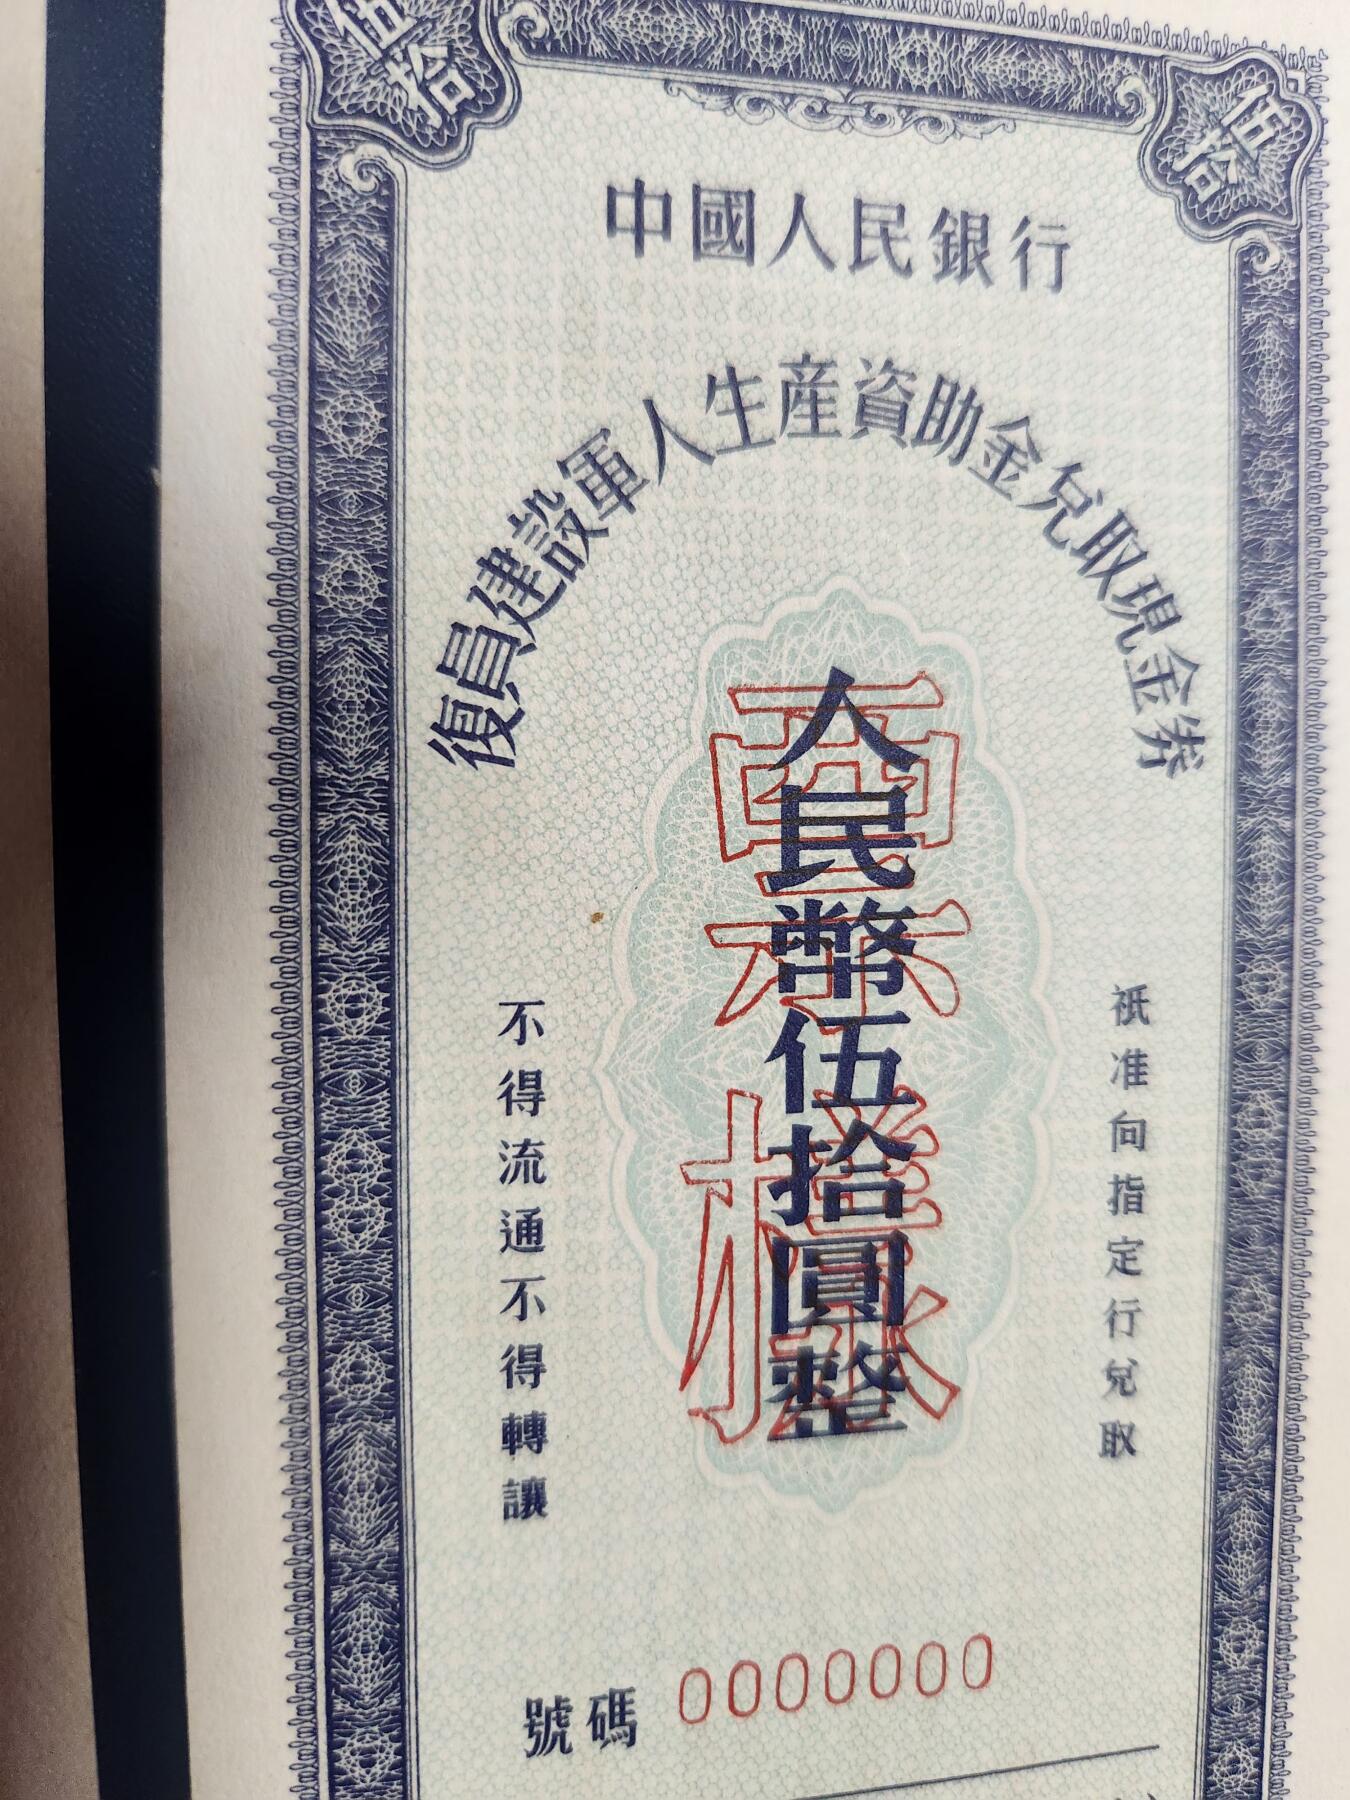 伍拾
伍拾
中國人民銀行
復員建設軍人生産資助金兌取現金券
人民幣伍拾圓整
票樣
祇准向指定行兌取
不得流通不得轉讓
號碼 0000000